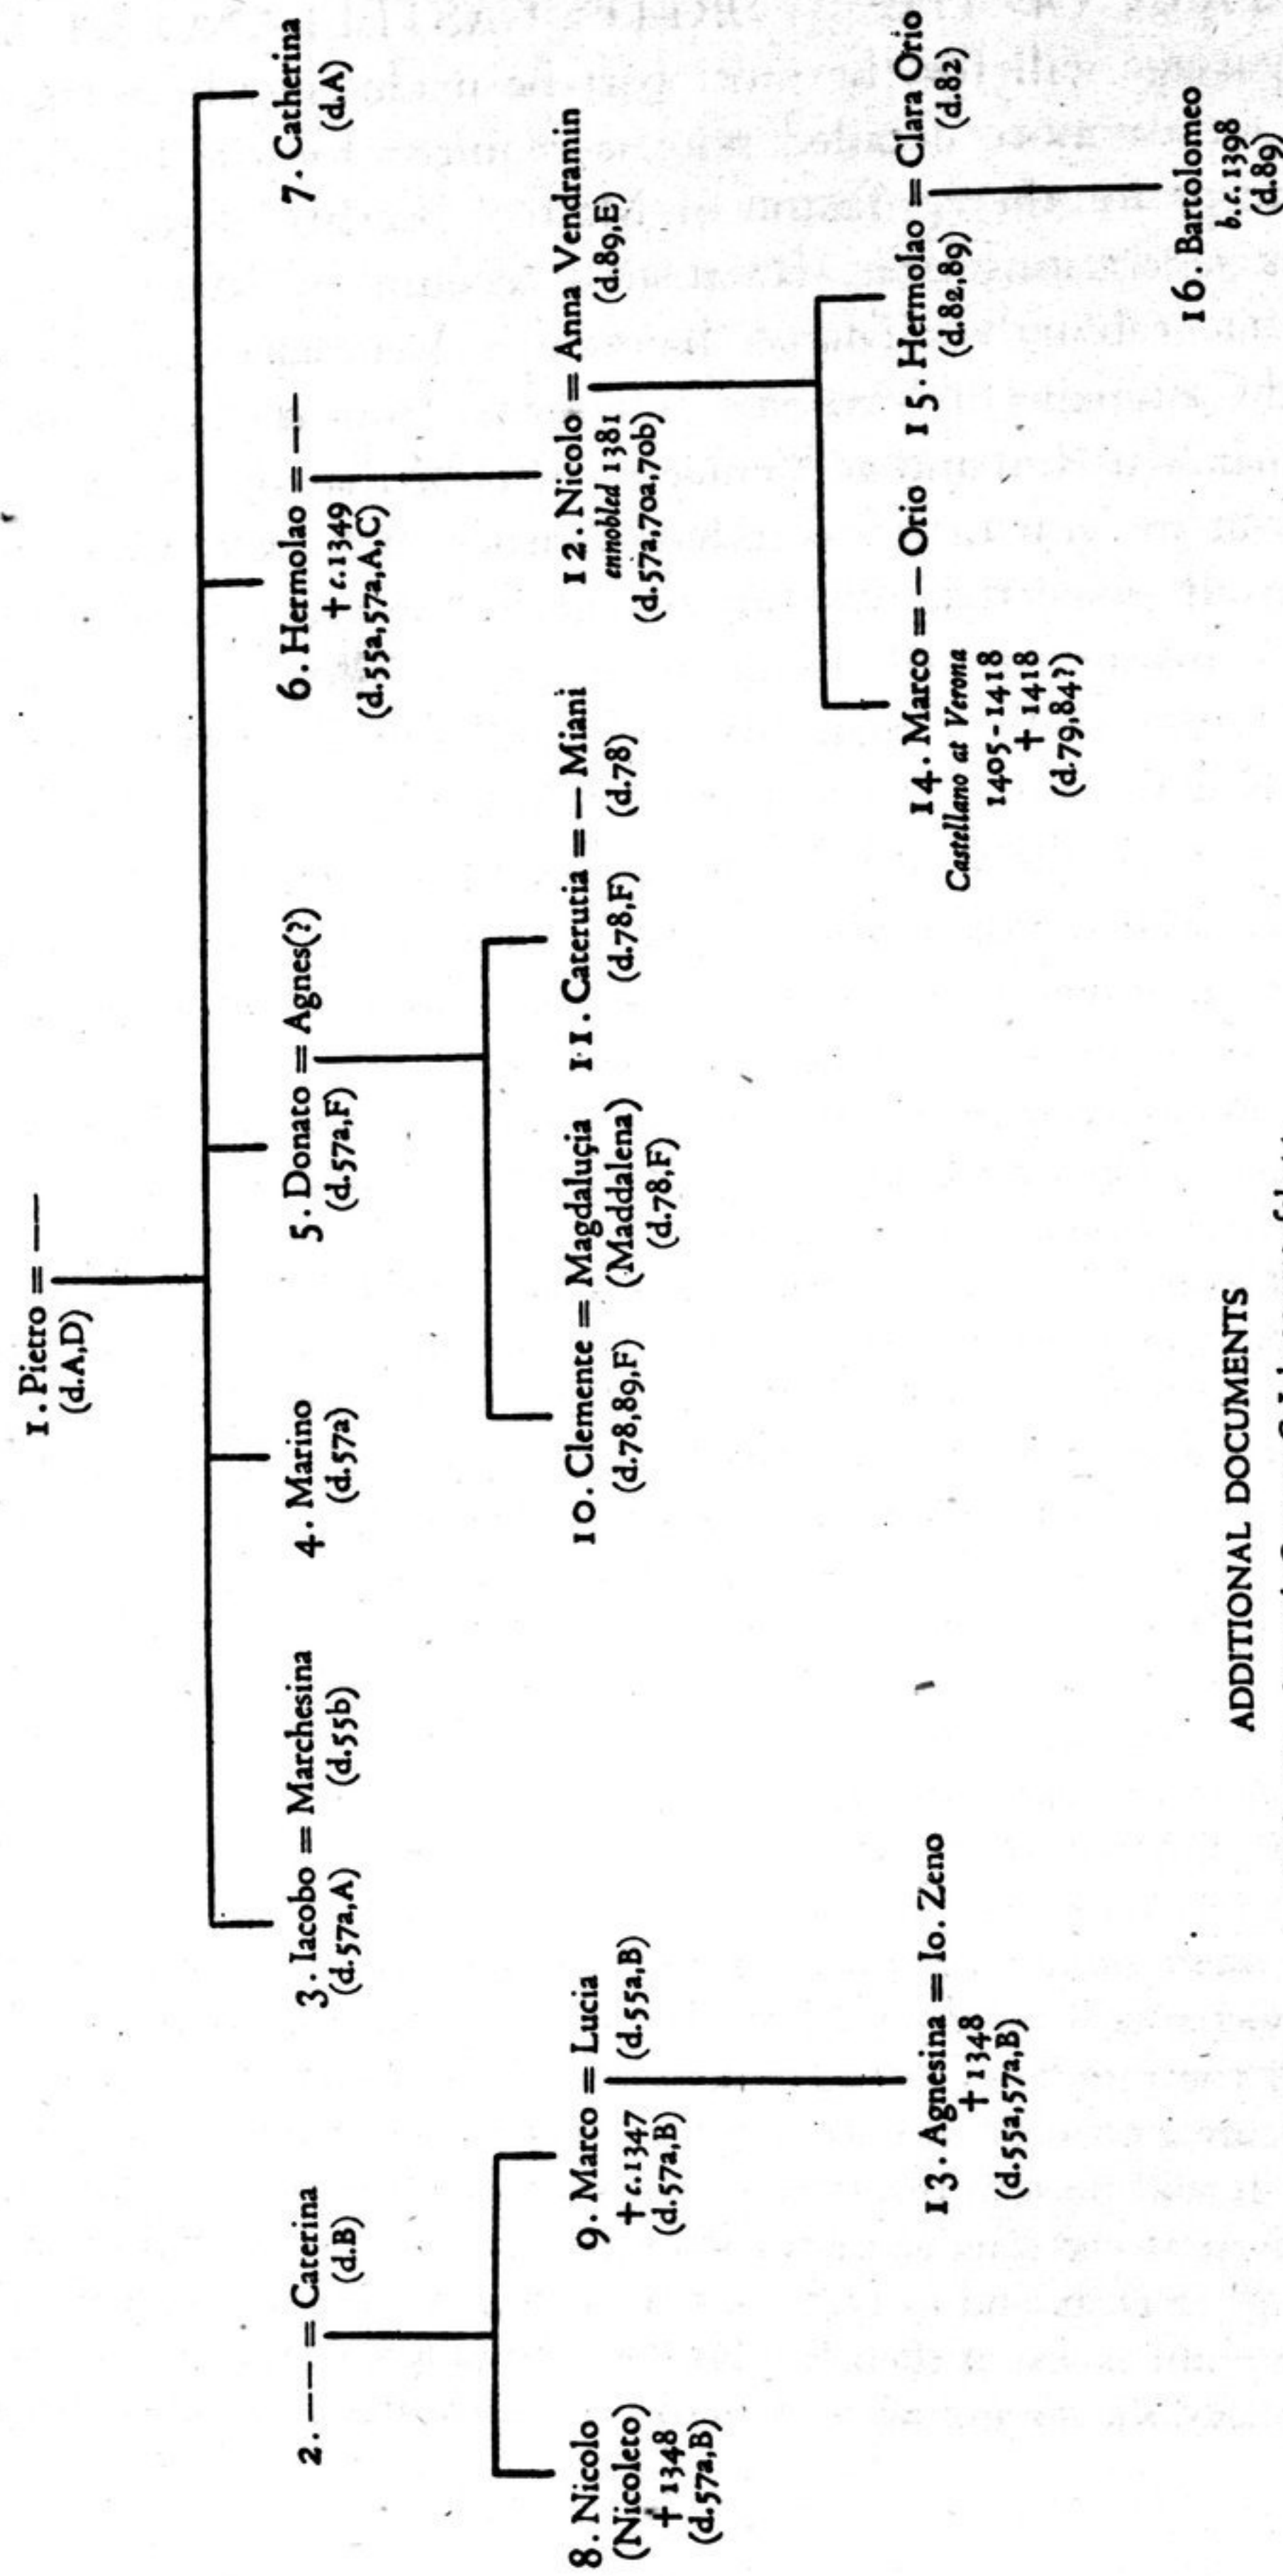 1. Pietro = ——
(d.A,D)
2. —— = Caterina
(d.B)
3. Iacobo = Marchesina
(d.57a,A) (d.55b)
4. Marino
(d.57a)
5. Donato = Agnes(?)
(d.57a,F)
6. Hermolao = —
† c.1349
(d.55a,57a,A,C)
7. Catherina
(d.A)
8. Nicolo
(Nicoleto)
† 1348
(d.57a,B)
9. Marco = Lucia
† c.1347 (d.55a,B)
(d.57a,B)
10. Clemente = Magdaluçia
(d.78,89,F) (Maddalena)
(d.78,F)
11. Caterutia = — Miani
(d.78,F) (d.78)
12. Nicolo = Anna Vendramin
ennobled 1381 (d.89,E)
(d.57a,70a,70b)
13. Agnesina = Io. Zeno
† 1348
(d.55a,57a,B)
14. Marco = — Orio
Castellano at Verona
1405-1418
† 1418
(d.79,84?)
15. Hermolao = Clara Orio
(d.82,89) (d.82)
16. Bartolomeo
b.c.1398
(d.89)
ADDITIONAL DOCUMENTS